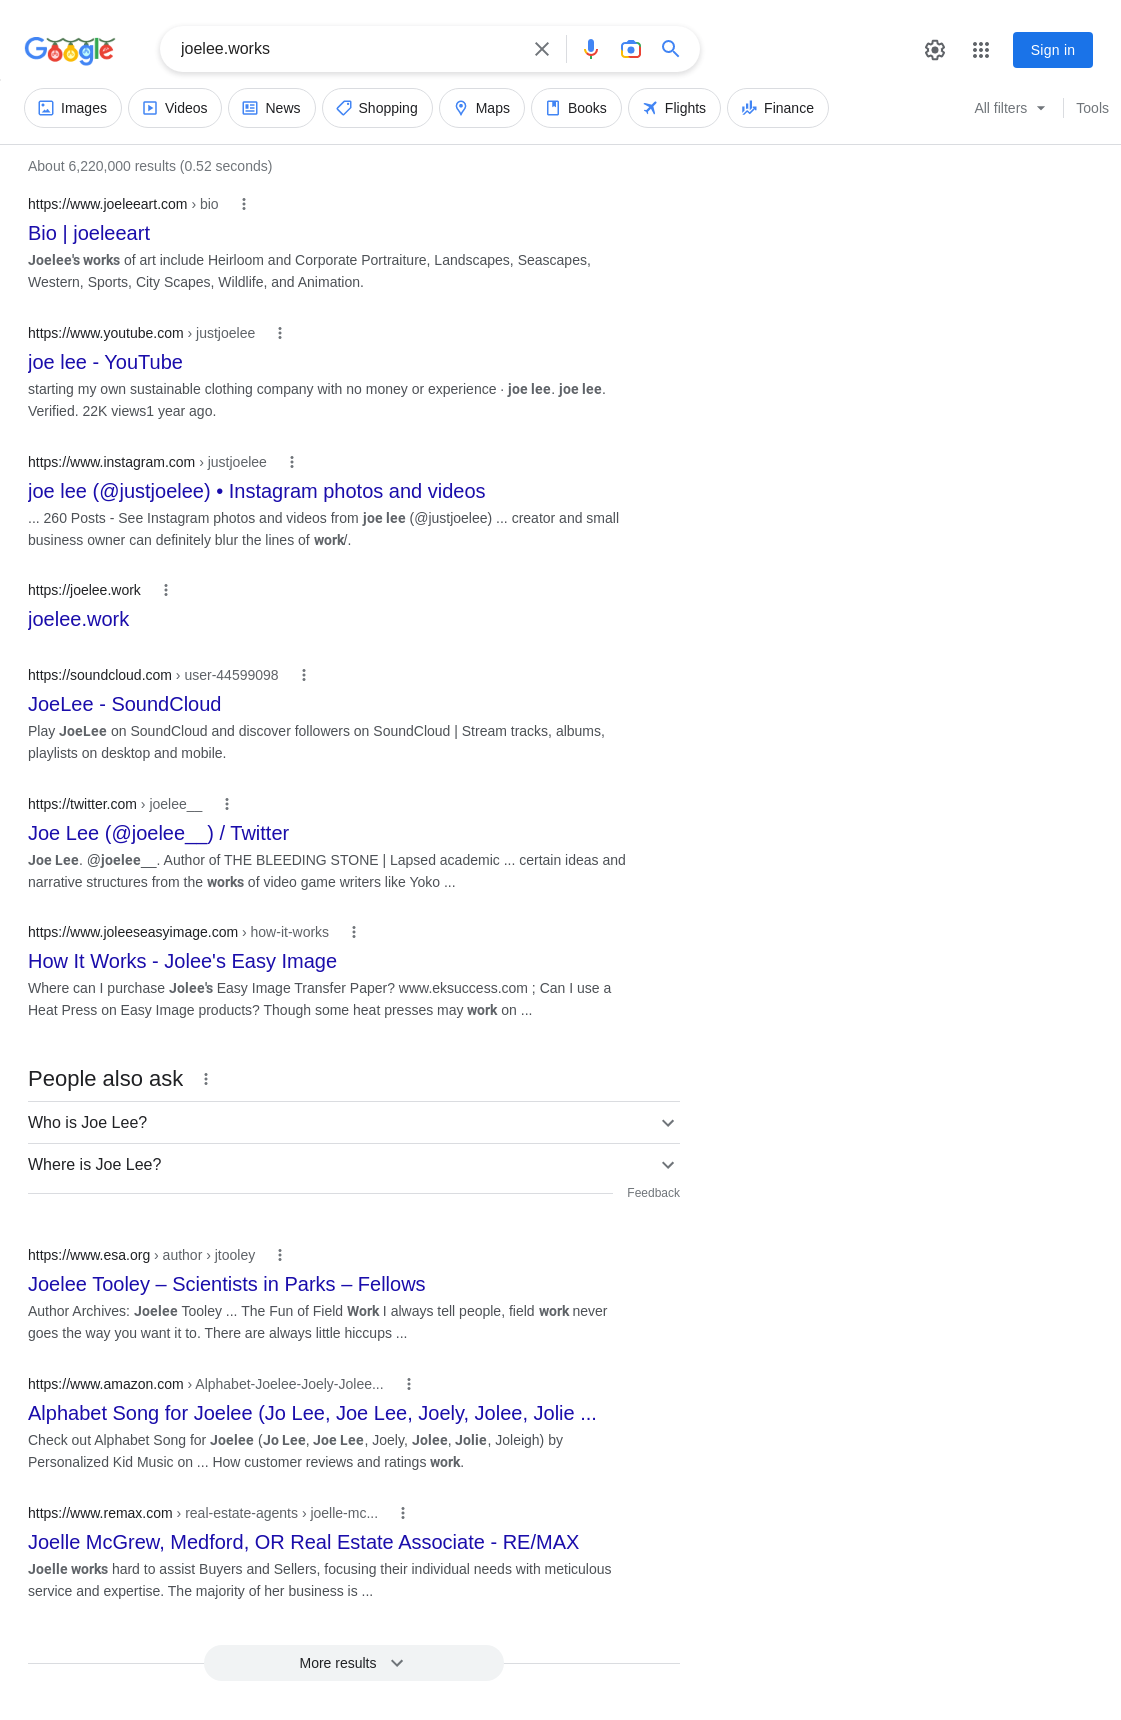 Google
joelee.works
Sign in
Images
Videos
News
Shopping
Maps
Books
Flights
Finance
All filters
Tools
About 6,220,000 results (0.52 seconds)
https://www.joeleeart.com › bio
Bio | joeleeart
Joelee's works of art include Heirloom and Corporate Portraiture, Landscapes, Seascapes,
Western, Sports, City Scapes, Wildlife, and Animation.
https://www.youtube.com › justjoelee
joe lee - YouTube
starting my own sustainable clothing company with no money or experience · joe lee. joe lee.
Verified. 22K views1 year ago.
https://www.instagram.com › justjoelee
joe lee (@justjoelee) • Instagram photos and videos
... 260 Posts - See Instagram photos and videos from joe lee (@justjoelee) ... creator and small
business owner can definitely blur the lines of work/.
https://joelee.work
joelee.work
https://soundcloud.com › user-44599098
JoeLee - SoundCloud
Play JoeLee on SoundCloud and discover followers on SoundCloud | Stream tracks, albums,
playlists on desktop and mobile.
https://twitter.com › joelee__
Joe Lee (@joelee__) / Twitter
Joe Lee. @joelee__. Author of THE BLEEDING STONE | Lapsed academic ... certain ideas and
narrative structures from the works of video game writers like Yoko ...
https://www.joleeseasyimage.com › how-it-works
How It Works - Jolee's Easy Image
Where can I purchase Jolee's Easy Image Transfer Paper? www.eksuccess.com ; Can I use a
Heat Press on Easy Image products? Though some heat presses may work on ...
People also ask
Who is Joe Lee?
Where is Joe Lee?
Feedback
https://www.esa.org › author › jtooley
Joelee Tooley – Scientists in Parks – Fellows
Author Archives: Joelee Tooley ... The Fun of Field Work I always tell people, field work never
goes the way you want it to. There are always little hiccups ...
https://www.amazon.com › Alphabet-Joelee-Joely-Jolee...
Alphabet Song for Joelee (Jo Lee, Joe Lee, Joely, Jolee, Jolie ...
Check out Alphabet Song for Joelee (Jo Lee, Joe Lee, Joely, Jolee, Jolie, Joleigh) by
Personalized Kid Music on ... How customer reviews and ratings work.
https://www.remax.com › real-estate-agents › joelle-mc...
Joelle McGrew, Medford, OR Real Estate Associate - RE/MAX
Joelle works hard to assist Buyers and Sellers, focusing their individual needs with meticulous
service and expertise. The majority of her business is ...
More results